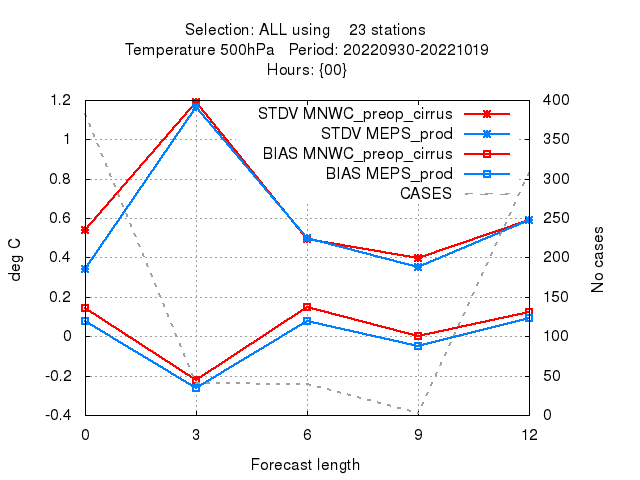 Selection: ALL using 23 stations
Temperature 500hPa Period: 20220930-20221019
Hours: {00}
STDV MNWC_preop_cirrus
STDV MEPS_prod
BIAS MNWC_preop_cirrus
BIAS MEPS_prod
CASES
1.2
1
0.8
0.6
0.4
0.2
0
-0.2
-0.4
deg C
400
350
300
250
200
150
100
50
0
No cases
0 3 6 9 12
Forecast length